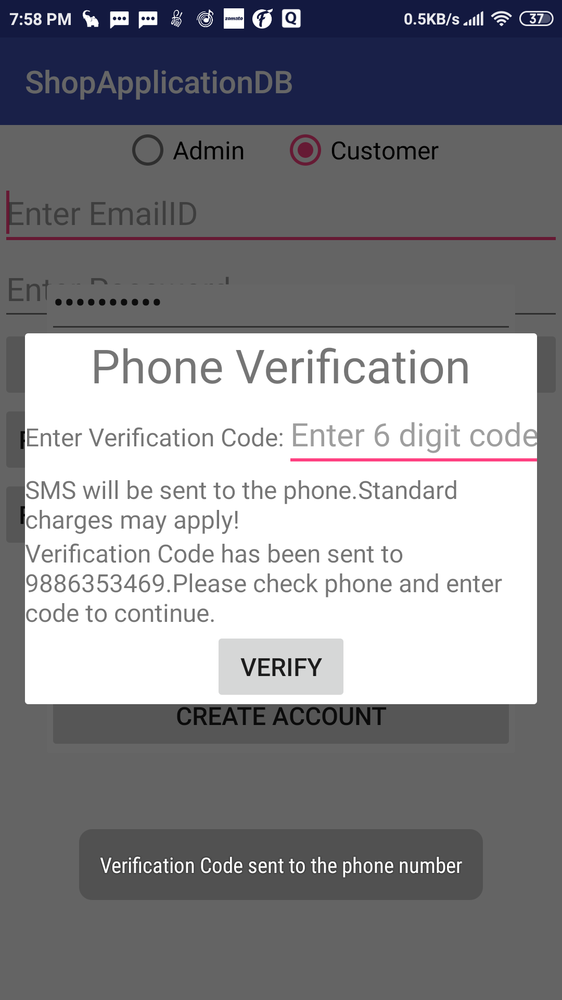 7:58 PM zomato Q 0.5KB/s 37
ShopApplicationDB
Admin Customer
Enter EmailID
Enter Password
Phone Verification
Enter Verification Code: Enter 6 digit code
SMS will be sent to the phone.Standard
charges may apply!
Verification Code has been sent to
9886353469.Please check phone and enter
code to continue.
VERIFY
CREATE ACCOUNT
Verification Code sent to the phone number